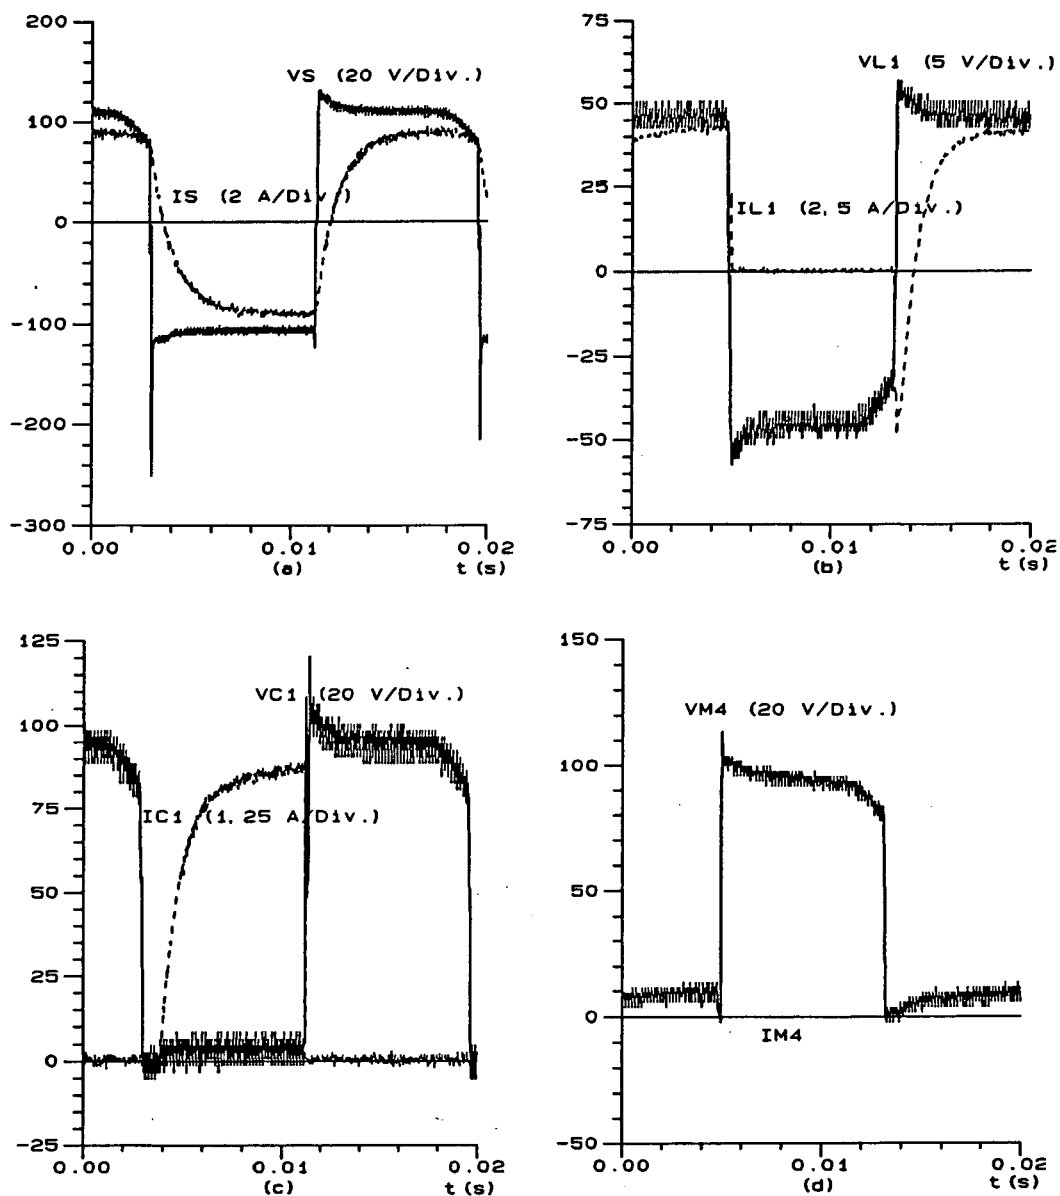 200
100
0
-100
-200
-300
VS (20 V/Div.)
IS (2 A/Div.)
0.00
0.01
0.02
(a)
t(s)
75
50
25
0
-25
-50
-75
VL1 (5 V/Div.)
IL1 (2,5 A/Div.)
0.00
0.01
0.02
(b)
t(s)
125
100
75
50
25
0
-25
VC1 (20 V/Div.)
IC1 (1,25 A/Div.)
0.00
0.01
0.02
(c)
t(s)
150
100
50
0
-50
VM4 (20 V/Div.)
IM4
0.00
0.01
0.02
(d)
t(s)